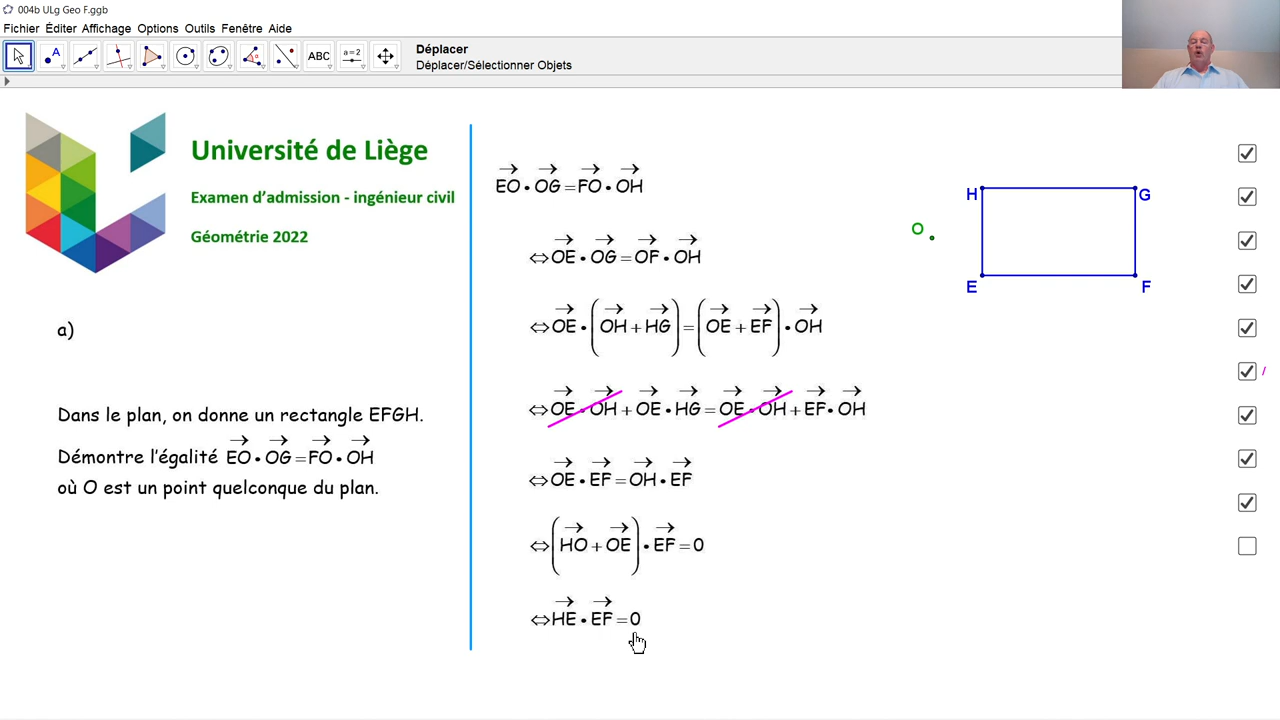 004b ULg Geo F.ggb
Fichier Éditer Affichage Options Outils Fenêtre Aide
A
ABC
a=2
Déplacer
Déplacer/Sélectionner Objets
Université de Liège
Examen d’admission - ingénieur civil
Géométrie 2022
a)
Dans le plan, on donne un rectangle EFGH.
Démontre l’égalité EO⃗ • OG⃗ = FO⃗ • OH⃗
où O est un point quelconque du plan.
EO⃗ • OG⃗ = FO⃗ • OH⃗
⇔ OE⃗ • OG⃗ = OF⃗ • OH⃗
⇔ OE⃗ • (OH⃗ + HG⃗) = (OE⃗ + EF⃗) • OH⃗
⇔ OE⃗ • OH⃗ + OE⃗ • HG⃗ = OE⃗ • OH⃗ + EF⃗ • OH⃗
⇔ OE⃗ • EF⃗ = OH⃗ • EF⃗
⇔ (HO⃗ + OE⃗) • EF⃗ = 0
⇔ HE⃗ • EF⃗ = 0
H
G
O
E
F